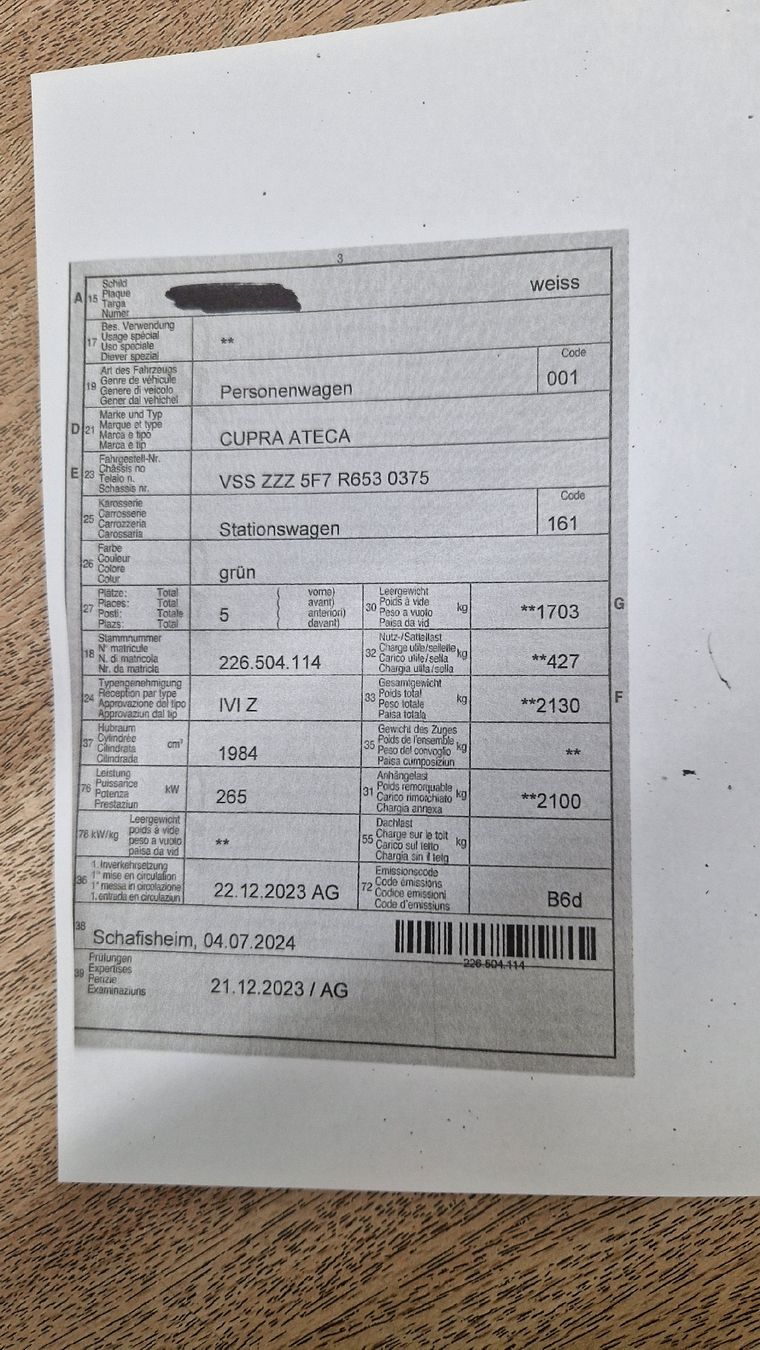 3
A 15 Schild
Plaque
Targa
Numer
weiss
17 Bes. Verwendung
Usage spécial
Uso speciale
Diever spezial
**
19 Art des Fahrzeugs
Genre de véhicule
Genere di veicolo
Gener dal vehichel
Personenwagen
Code
001
D 21 Marke und Typ
Marque et type
Marca e tipo
Marca e tip
CUPRA ATECA
E 23 Fahrgestell-Nr.
Châssis no
Telaio n.
Schassis nr.
VSS ZZZ 5F7 R653 0375
25 Karosserie
Carrosserie
Carrozzeria
Carossaria
Stationswagen
Code
161
26 Farbe
Couleur
Colore
Colur
grün
27 Plätze: Total ( vorne)
Places: Total ( avant)
Posti: Totale ( anteriori)
Plazs: Total ( davant)
5
30 Leergewicht
Poids à vide kg
Peso a vuoto
Paisa da vid
**1703
G
18 Stammnummer
N° matricule
N. di matricola
Nr. da matricla
226.504.114
32 Nutz-/Sattellast
Charge utile/sellette kg
Carico utile/sella
Chargia utila/sella
**427
24 Typengenehmigung
Réception par type
Approvazione del tipo
Approvaziun dal tip
IVI Z
33 Gesamtgewicht
Poids total kg
Peso totale
Paisa totala
**2130
F
37 Hubraum
Cylindrée cm³
Cilindrata
Cilindrada
1984
35 Gewicht des Zuges
Poids de l'ensemble kg
Peso del convoglio
Paisa cumposiziun
**
76 Leistung
Puissance kW
Potenza
Prestaziun
265
31 Anhängelast
Poids remorquable kg
Carico rimorchiato
Chargia annexa
**2100
78 kW/kg Leergewicht
poids à vide
peso a vuoto
paisa da vid
**
55 Dachlast
Charge sur le toit kg
Carico sul tetto
Chargia sin il tetg
36 1. Inverkehrsetzung
1re mise en circulation
1a messa in circolazione
1. entrada en circulaziun
22.12.2023 AG
72 Emissionscode
Code émissions
Codice emissioni
Code d'emissiuns
B6d
38
Schafisheim, 04.07.2024
226.504.114
39 Prüfungen
Expertises
Perizie
Examinaziuns
21.12.2023 / AG